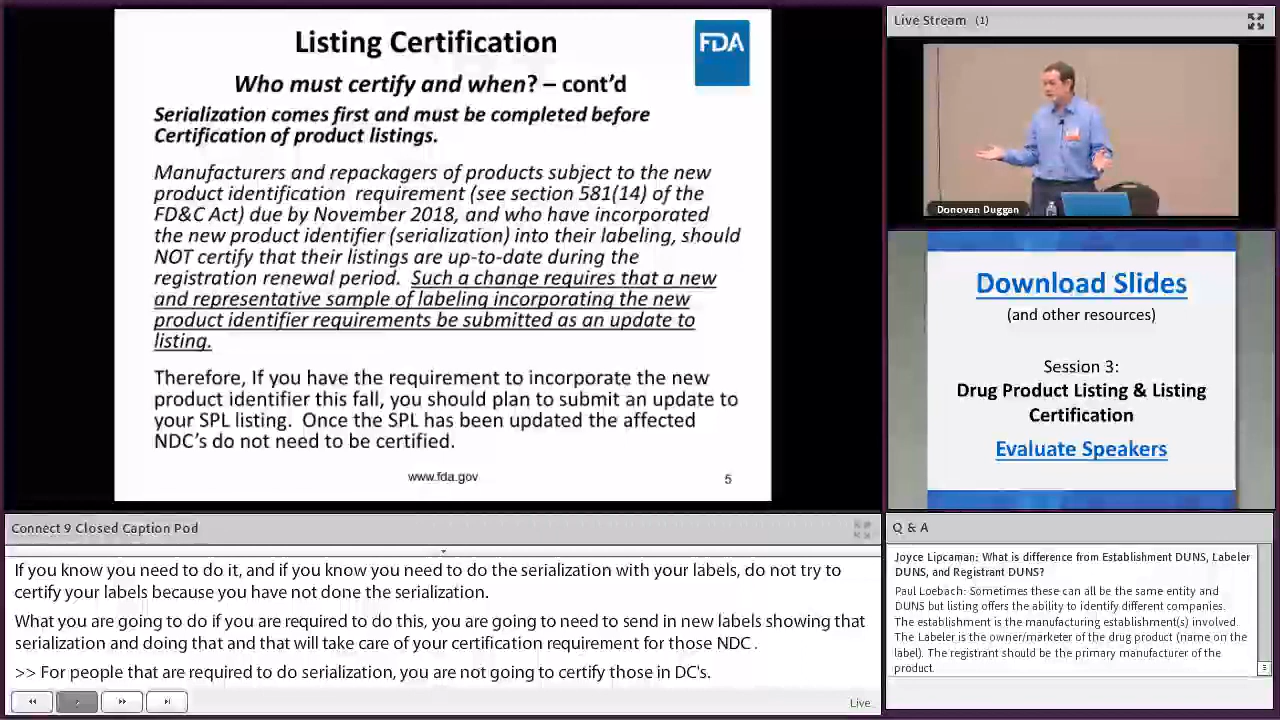 Listing Certification
FDA
Who must certify and when? – cont’d
Serialization comes first and must be completed before
Certification of product listings.
Manufacturers and repackagers of products subject to the new
product identification requirement (see section 581(14) of the
FD&C Act) due by November 2018, and who have incorporated
the new product identifier (serialization) into their labeling, should
NOT certify that their listings are up-to-date during the
registration renewal period. Such a change requires that a new
and representative sample of labeling incorporating the new
product identifier requirements be submitted as an update to
listing.
Therefore, If you have the requirement to incorporate the new
product identifier this fall, you should plan to submit an update to
your SPL listing. Once the SPL has been updated the affected
NDC’s do not need to be certified.
www.fda.gov
5
Live Stream (1)
Donovan Duggan
Download Slides
(and other resources)
Session 3:
Drug Product Listing & Listing
Certification
Evaluate Speakers
Connect 9 Closed Caption Pod
If you know you need to do it, and if you know you need to do the serialization with your labels, do not try to
certify your labels because you have not done the serialization.
What you are going to do if you are required to do this, you are going to need to send in new labels showing that
serialization and doing that and that will take care of your certification requirement for those NDC .
>> For people that are required to do serialization, you are not going to certify those in DC's.
Live.
Q & A
Joyce Lipcaman: What is difference from Establishment DUNS, Labeler
DUNS, and Registrant DUNS?
Paul Loebach: Sometimes these can all be the same entity and
DUNS but listing offers the ability to identify different companies.
The establishment is the manufacturing establishment(s) involved.
The Labeler is the owner/marketer of the drug product (name on the
label). The registrant should be the primary manufacturer of the
product.